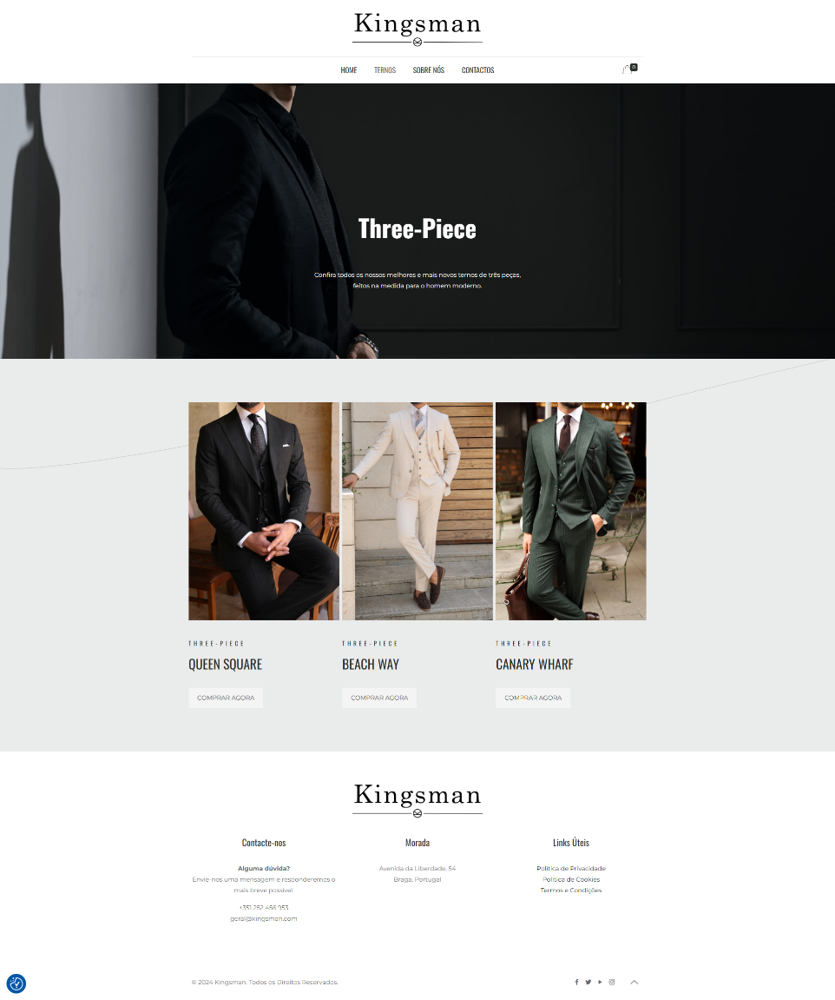 Kingsman
HOME TERNOS SOBRE NÓS CONTACTOS 0
Three-Piece
Confira todos os nossos melhores e mais novos ternos de três peças,
feitos na medida para o homem moderno.
THREE-PIECE THREE-PIECE THREE-PIECE
QUEEN SQUARE BEACH WAY CANARY WHARF
COMPRAR AGORA COMPRAR AGORA COMPRAR AGORA
Kingsman
Contacte-nos
Alguma dúvida?
Envie-nos uma mensagem e responderemos o
mais breve possível.
+351 252 456 953
geral@kingsman.com
Morada
Avenida da Liberdade, 54
Braga, Portugal
Links Úteis
Política de Privacidade
Política de Cookies
Termos e Condições
© 2024 Kingsman. Todos os Direitos Reservados.